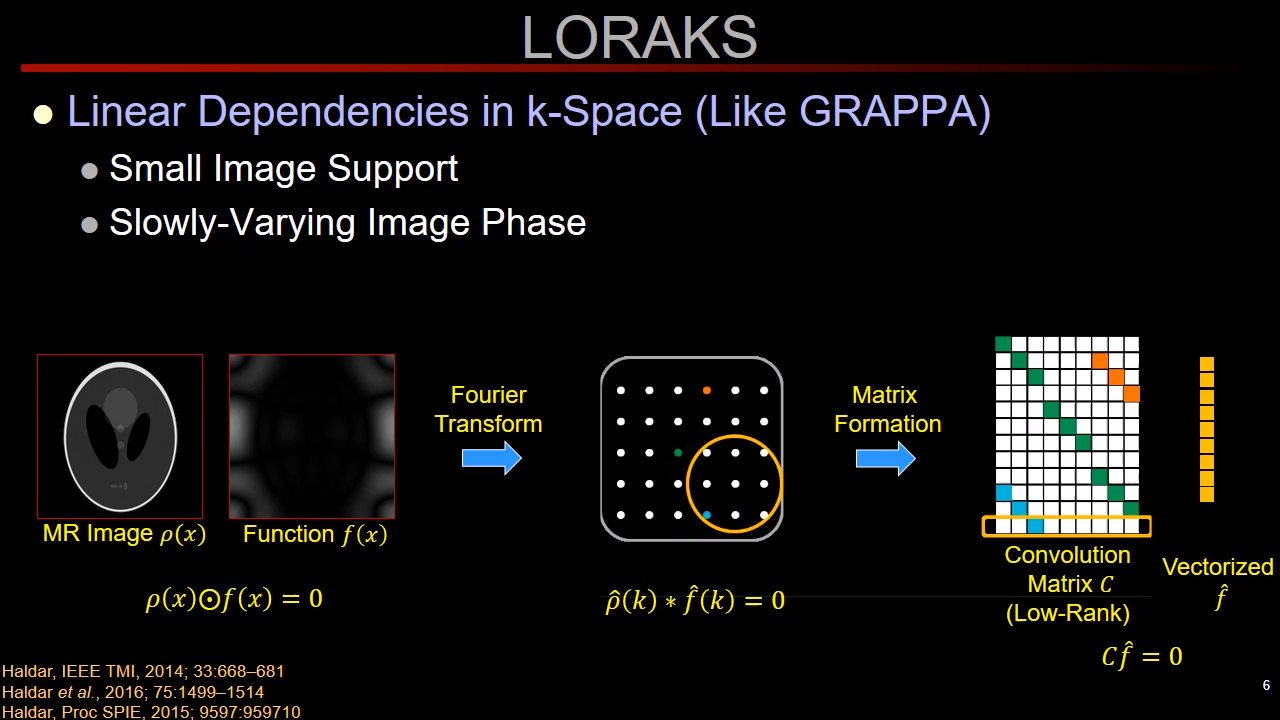 LORAKS
● Linear Dependencies in k-Space (Like GRAPPA)
● Small Image Support
● Slowly-Varying Image Phase
MR Image ρ(x)
Function f(x)
ρ(x)⊙f(x) = 0
Fourier
Transform
ρ̂(k) ∗ f̂(k) = 0
Matrix
Formation
Convolution
Matrix C
(Low-Rank)
Vectorized
f̂
Cf̂ = 0
Haldar, IEEE TMI, 2014; 33:668–681
Haldar et al., 2016; 75:1499–1514
Haldar, Proc SPIE, 2015; 9597:959710
6